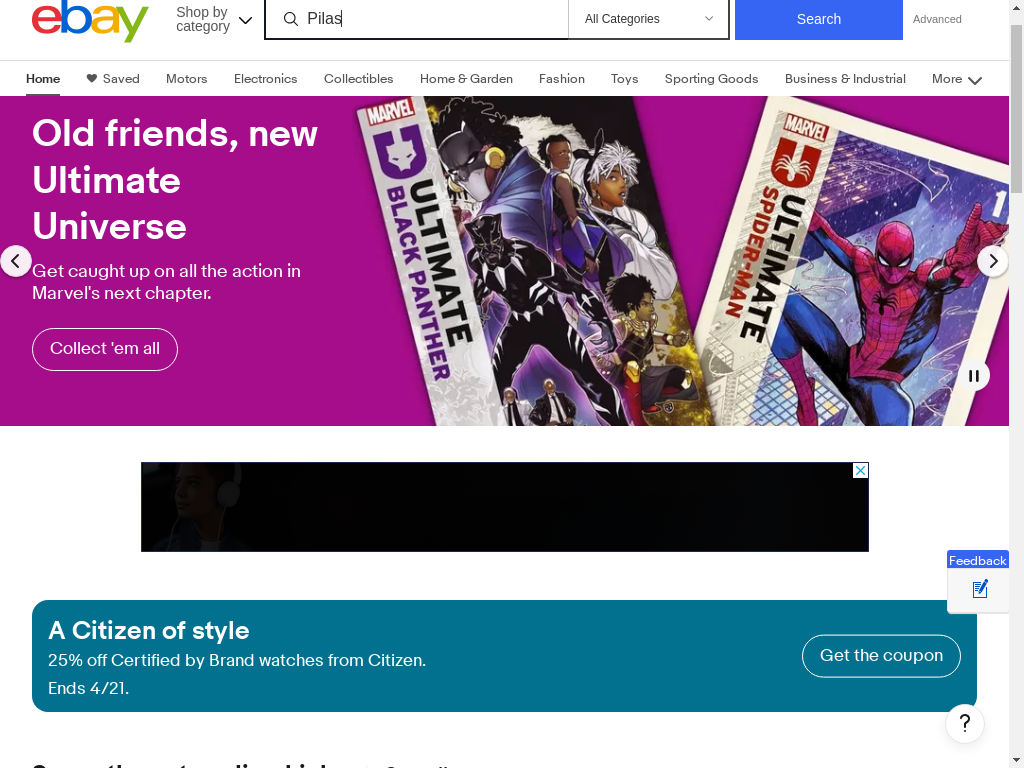 ebay
Shop by
category
Pilas
All Categories
Search
Advanced
Home
Saved
Motors
Electronics
Collectibles
Home & Garden
Fashion
Toys
Sporting Goods
Business & Industrial
More
Old friends, new
Ultimate
Universe
Get caught up on all the action in
Marvel's next chapter.
Collect 'em all
MARVEL
ULTIMATE
BLACK PANTHER
MARVEL
ULTIMATE
SPIDER-MAN
1
Feedback
A Citizen of style
25% off Certified by Brand watches from Citizen.
Ends 4/21.
Get the coupon
?